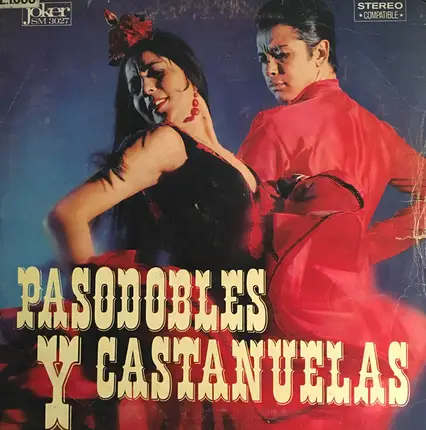 Joker
SM 3027
STEREO
COMPATIBLE
PASODOBLES
Y CASTANUELAS